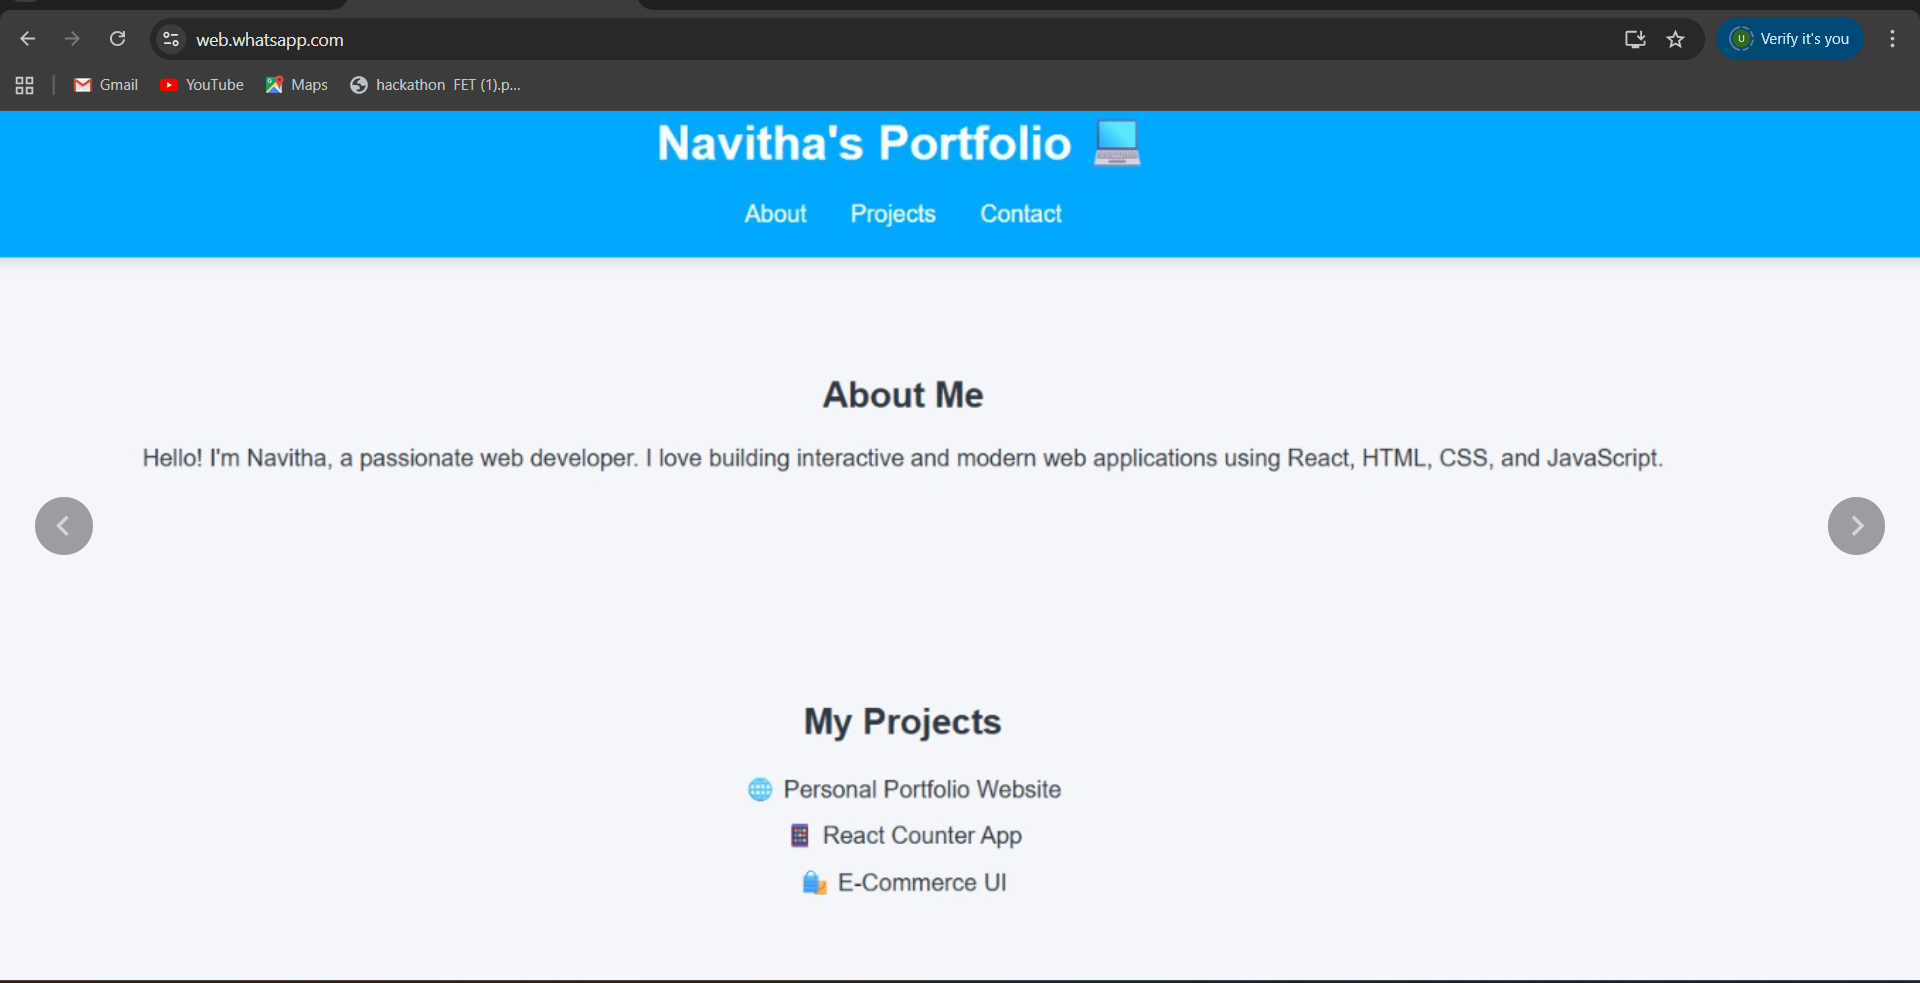 web.whatsapp.com
U
Verify it's you
Gmail
YouTube
Maps
hackathon FET (1).p...
Navitha's Portfolio
About
Projects
Contact
About Me
Hello! I'm Navitha, a passionate web developer. I love building interactive and modern web applications using React, HTML, CSS, and JavaScript.
My Projects
Personal Portfolio Website
React Counter App
E-Commerce UI